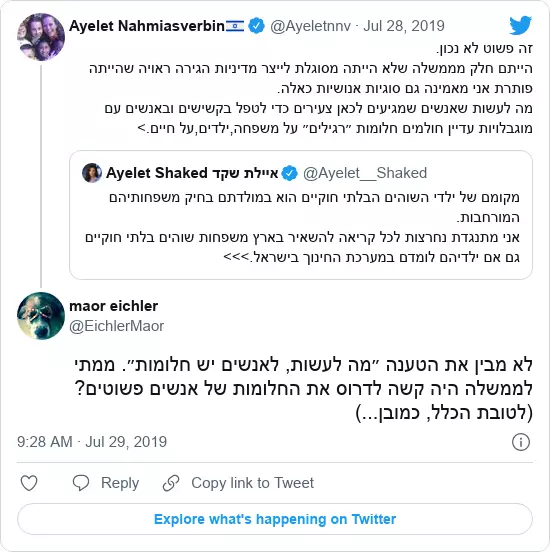 Ayelet Nahmiasverbin🇮🇱 @Ayeletnnv · Jul 28, 2019
זה פשוט לא נכון.
הייתם חלק מממשלה שלא הייתה מסוגלת לייצר מדיניות הגירה ראויה שהייתה
פותרת אני מאמינה גם סוגיות אנושיות כאלה.
מה לעשות שאנשים שמגיעים לכאן צעירים כדי לטפל בקשישים ובאנשים עם
מוגבלויות עדיין חולמים חלומות ״רגילים״ על משפחה,ילדים,על חיים.>
Ayelet Shaked איילת שקד @Ayelet__Shaked
מקומם של ילדי השוהים הבלתי חוקיים הוא במולדתם בחיק משפחותיהם
המורחבות.
אני מתנגדת נחרצות לכל קריאה להשאיר בארץ משפחות שוהים בלתי חוקיים
גם אם ילדיהם לומדם במערכת החינוך בישראל.>>>
maor eichler
@EichlerMaor
לא מבין את הטענה ״מה לעשות, לאנשים יש חלומות״. ממתי
לממשלה היה קשה לדרוס את החלומות של אנשים פשוטים?
(לטובת הכלל, כמובן...)
9:28 AM · Jul 29, 2019
Reply Copy link to Tweet
Explore what's happening on Twitter